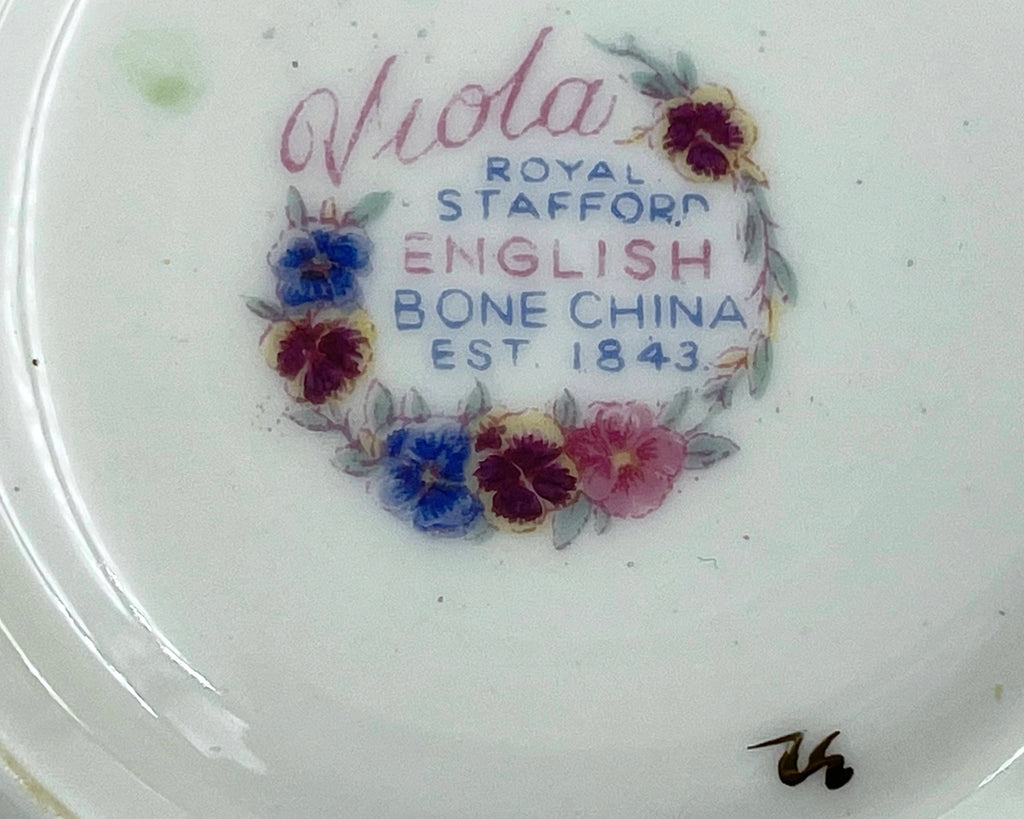 Viola
ROYAL
STAFFORD
ENGLISH
BONE CHINA
EST. 1843